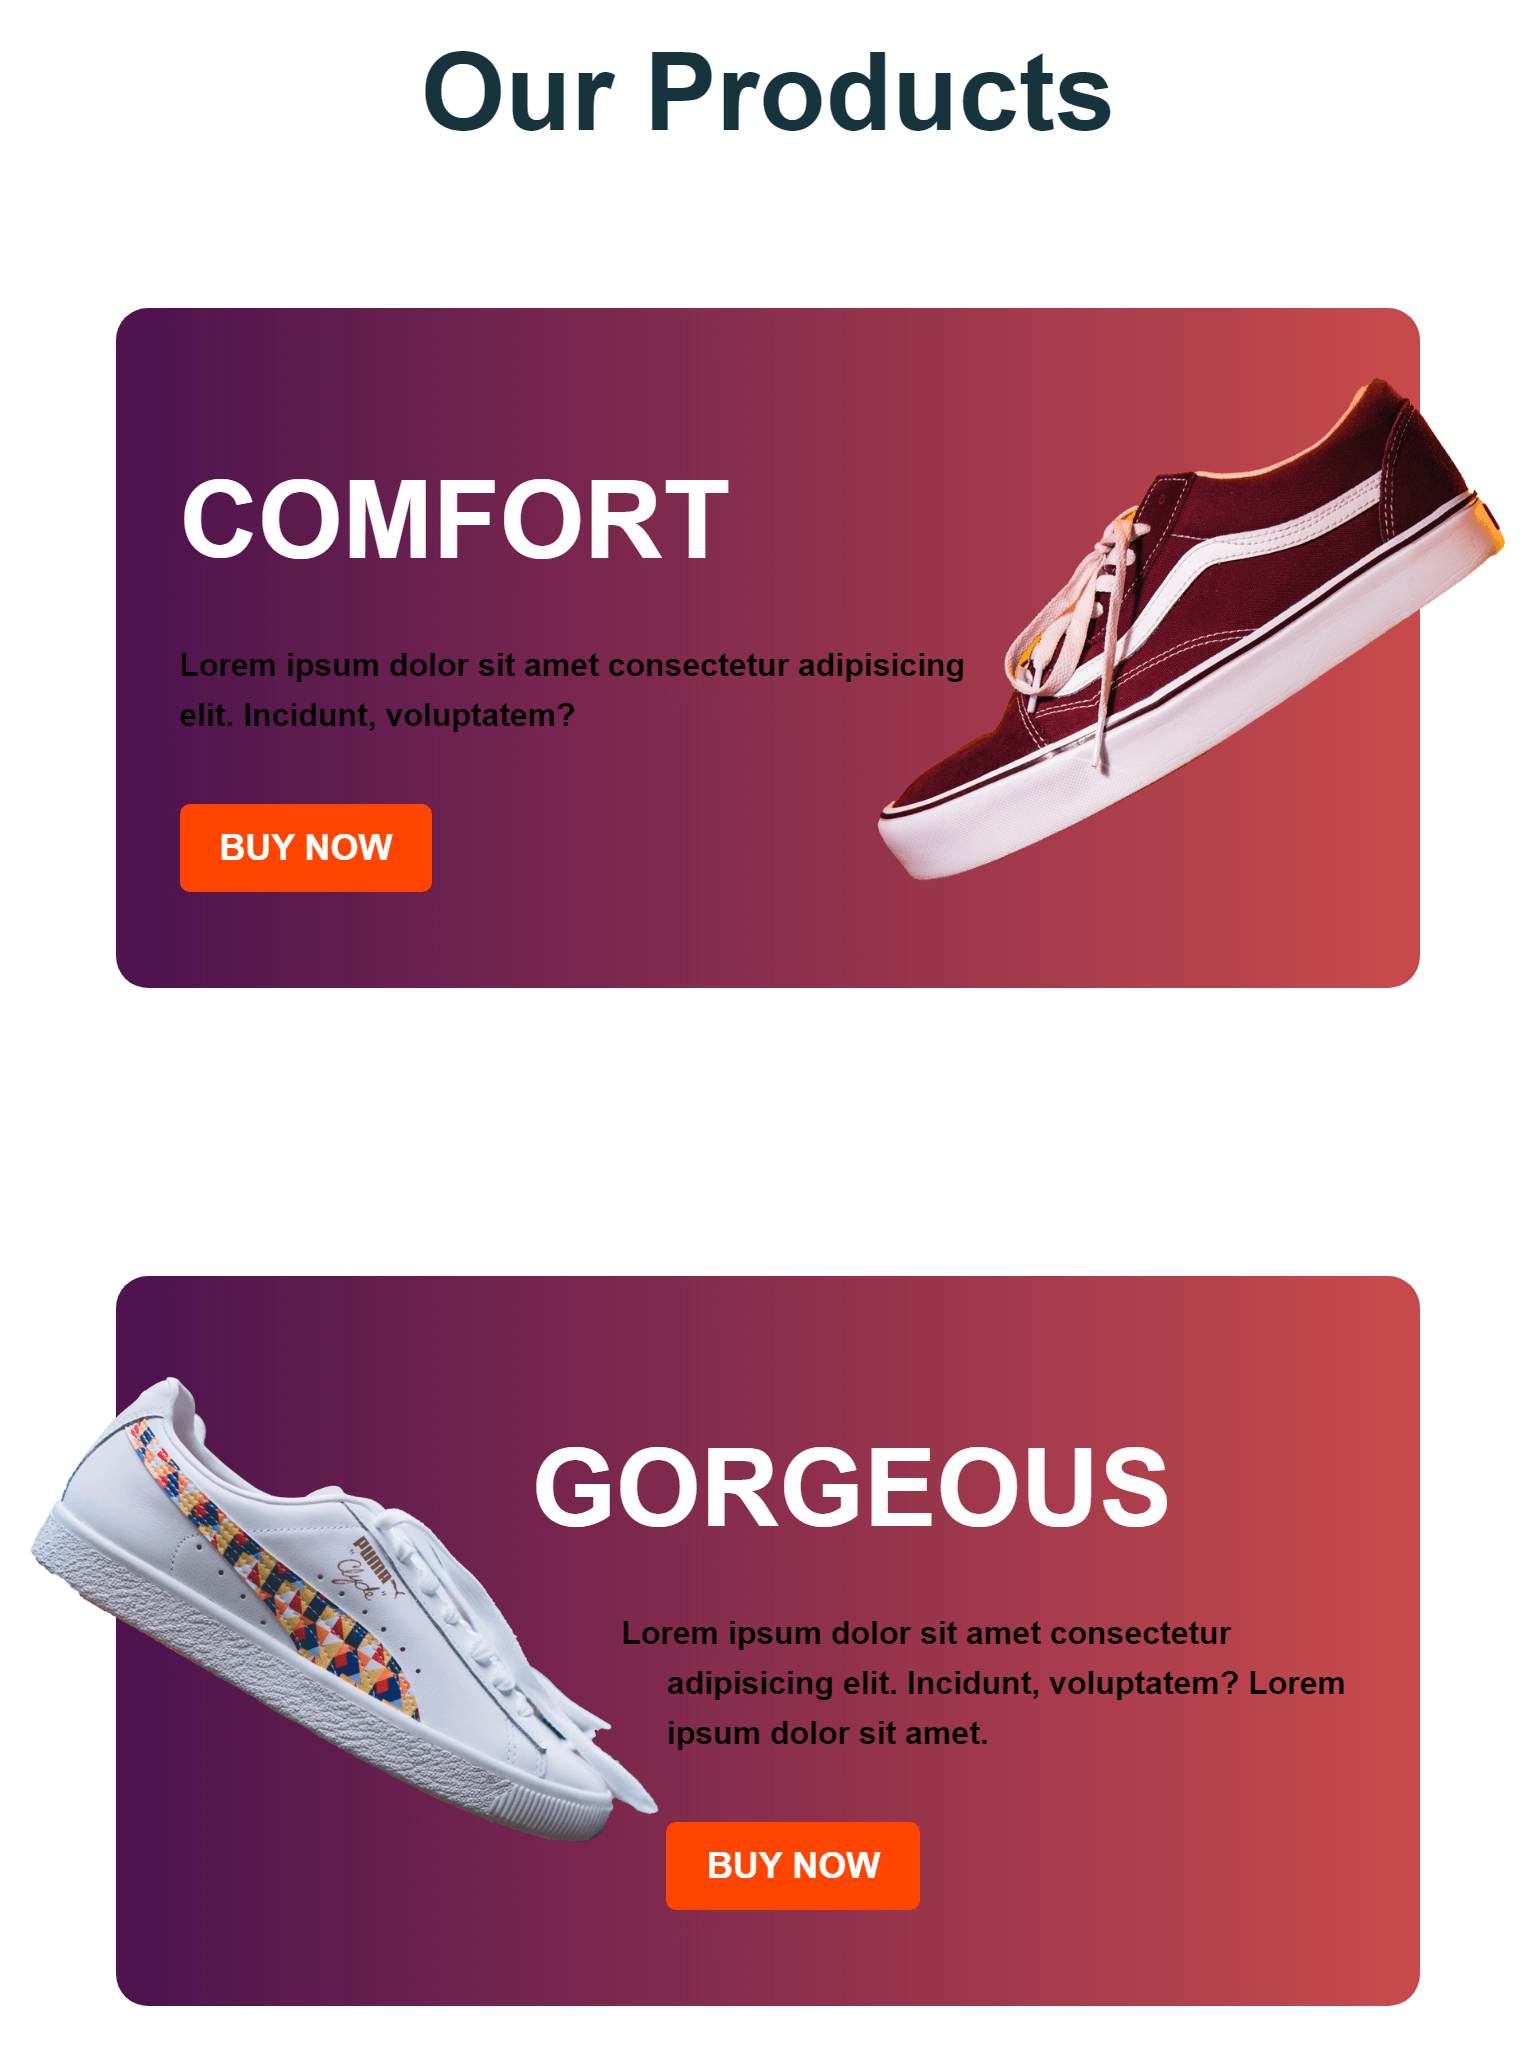 Our Products
COMFORT
Lorem ipsum dolor sit amet consectetur adipisicing
elit. Incidunt, voluptatem?
BUY NOW
GORGEOUS
PUMA
"Clyde"
Lorem ipsum dolor sit amet consectetur
adipisicing elit. Incidunt, voluptatem? Lorem
ipsum dolor sit amet.
BUY NOW